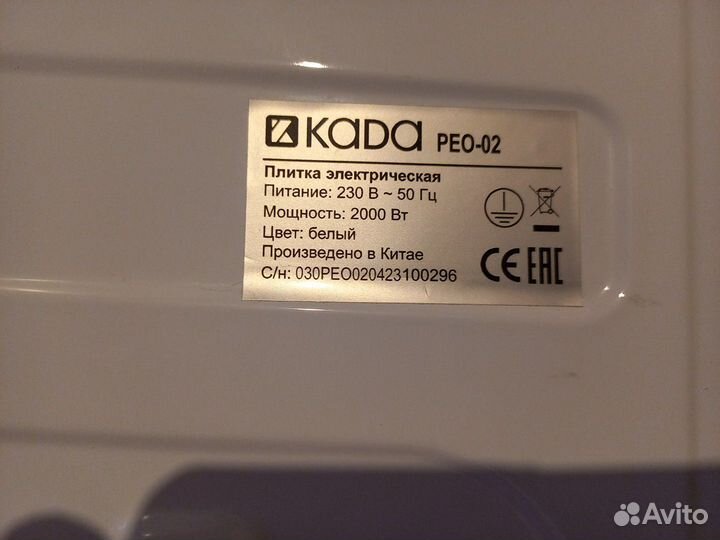 KADA PEO-02
Плитка электрическая
Питание: 230 В ~ 50 Гц
Мощность: 2000 Вт
Цвет: белый
Произведено в Китае
С/н: 030PEO020423100296
CE EAC
Avito